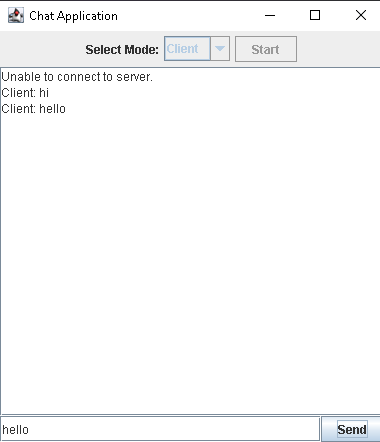 Chat Application
Select Mode: Client Start
Unable to connect to server.
Client: hi
Client: hello
hello Send